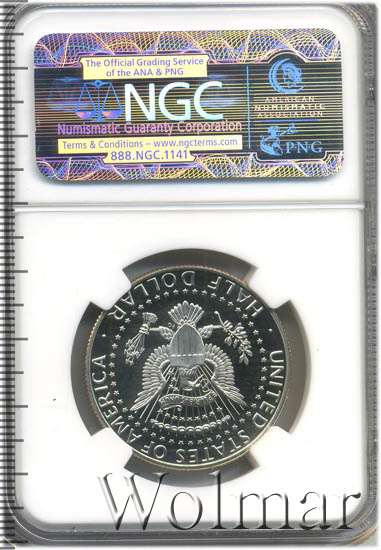 The Official Grading Service
of the ANA & PNG
NGC
Numismatic Guaranty Corporation
Terms & Conditions – www.ngcterms.com
888.NGC.1141
AMERICAN
NUMISMATIC
ASSOCIATION
PNG
UNITED STATES OF AMERICA
HALF DOLLAR
Wolmar